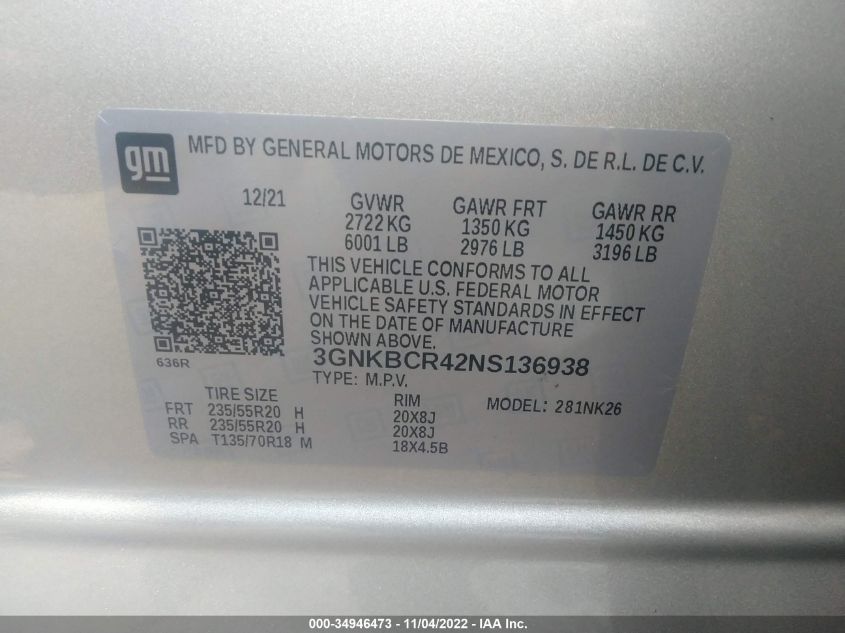 gm
MFD BY GENERAL MOTORS DE MEXICO, S. DE R.L. DE C.V.
12/21
GVWR GAWR FRT GAWR RR
2722 KG 1350 KG 1450 KG
6001 LB 2976 LB 3196 LB
THIS VEHICLE CONFORMS TO ALL
APPLICABLE U.S. FEDERAL MOTOR
VEHICLE SAFETY STANDARDS IN EFFECT
ON THE DATE OF MANUFACTURE
SHOWN ABOVE.
636R
3GNKBCR42NS136938
TYPE: M.P.V.
TIRE SIZE RIM MODEL: 281NK26
FRT 235/55R20 H 20X8J
RR 235/55R20 H 20X8J
SPA T135/70R18 M 18X4.5B
000-34946473 - 11/04/2022 - IAA Inc.